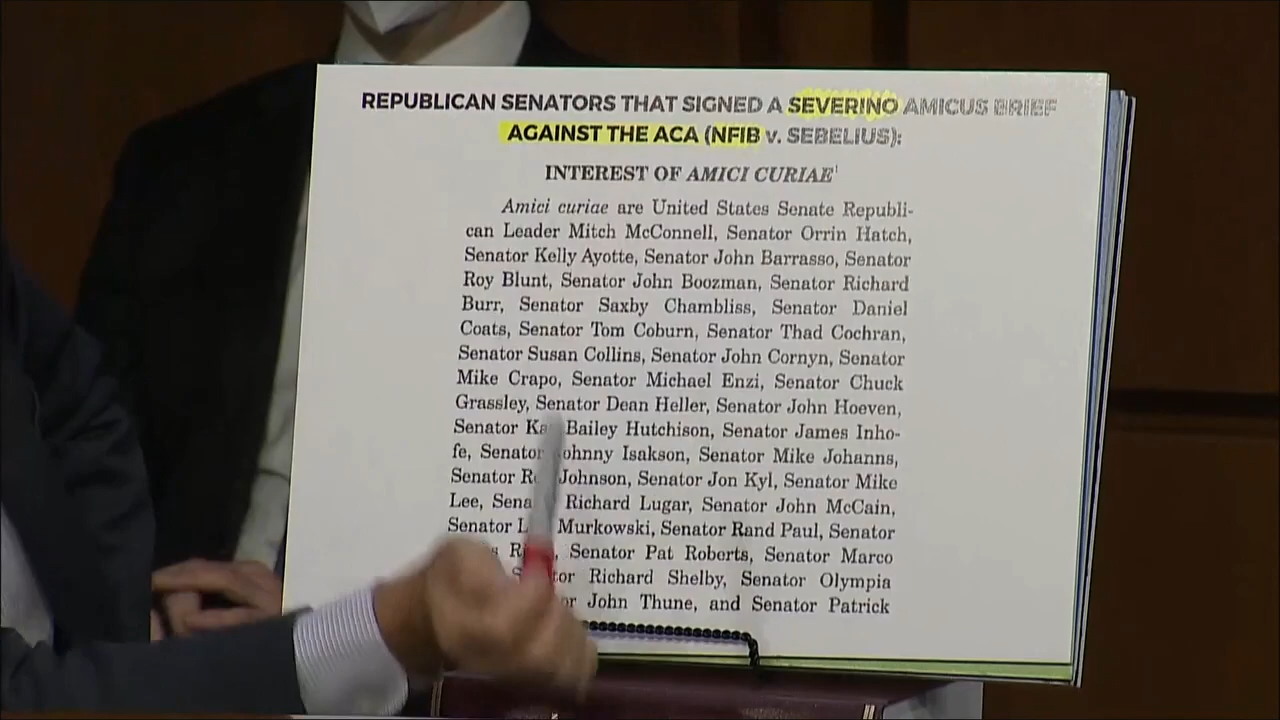 REPUBLICAN SENATORS THAT SIGNED A SEVERINO AMICUS BRIEF
AGAINST THE ACA (NFIB v. SEBELIUS):
INTEREST OF AMICI CURIAE¹
Amici curiae are United States Senate Republi-
can Leader Mitch McConnell, Senator Orrin Hatch,
Senator Kelly Ayotte, Senator John Barrasso, Senator
Roy Blunt, Senator John Boozman, Senator Richard
Burr, Senator Saxby Chambliss, Senator Daniel
Coats, Senator Tom Coburn, Senator Thad Cochran,
Senator Susan Collins, Senator John Cornyn, Senator
Mike Crapo, Senator Michael Enzi, Senator Chuck
Grassley, Senator Dean Heller, Senator John Hoeven,
Senator Bailey Hutchison, Senator James Inho-
fe, Senator Johnny Isakson, Senator Mike Johanns,
Senator Johnson, Senator Jon Kyl, Senator Mike
Lee, Richard Lugar, Senator John McCain,
Senator Murkowski, Senator Rand Paul, Senator
Senator Pat Roberts, Senator Marco
Richard Shelby, Senator Olympia
John Thune, and Senator Patrick